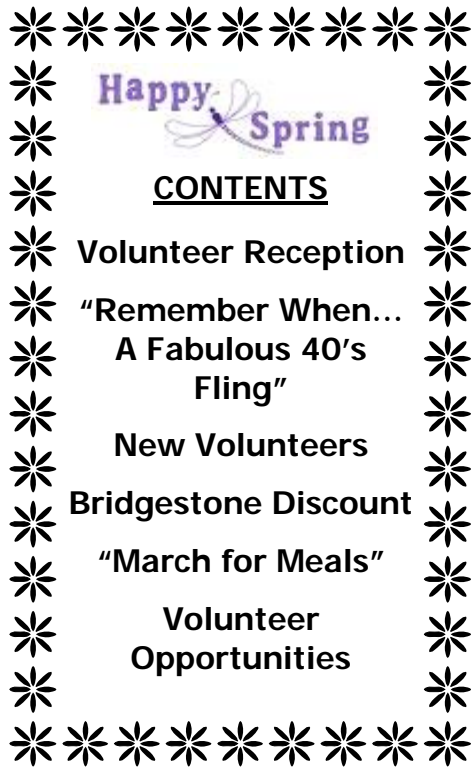 Happy
Spring
CONTENTS
Volunteer Reception
“Remember When…
A Fabulous 40’s
Fling”
New Volunteers
Bridgestone Discount
“March for Meals”
Volunteer
Opportunities